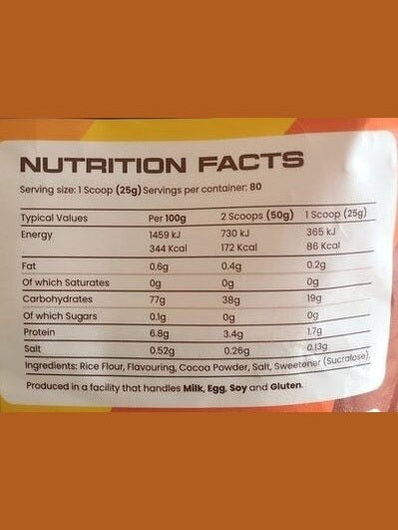 NUTRITION FACTS
Serving size: 1 Scoop (25g) Servings per container: 80
Typical Values Per 100g 2 Scoops (50g) 1 Scoop (25g)
Energy 1459 kJ 730 kJ 365 kJ
344 Kcal 172 Kcal 86 Kcal
Fat 0.6g 0.4g 0.2g
Of which Saturates 0g 0g 0g
Carbohydrates 77g 38g 19g
Of which Sugars 0.1g 0g 0g
Protein 6.8g 3.4g 1.7g
Salt 0.52g 0.26g 0.13g
Ingredients: Rice Flour, Flavouring, Cocoa Powder, Salt, Sweetener (Sucralose).
Produced in a facility that handles Milk, Egg, Soy and Gluten.